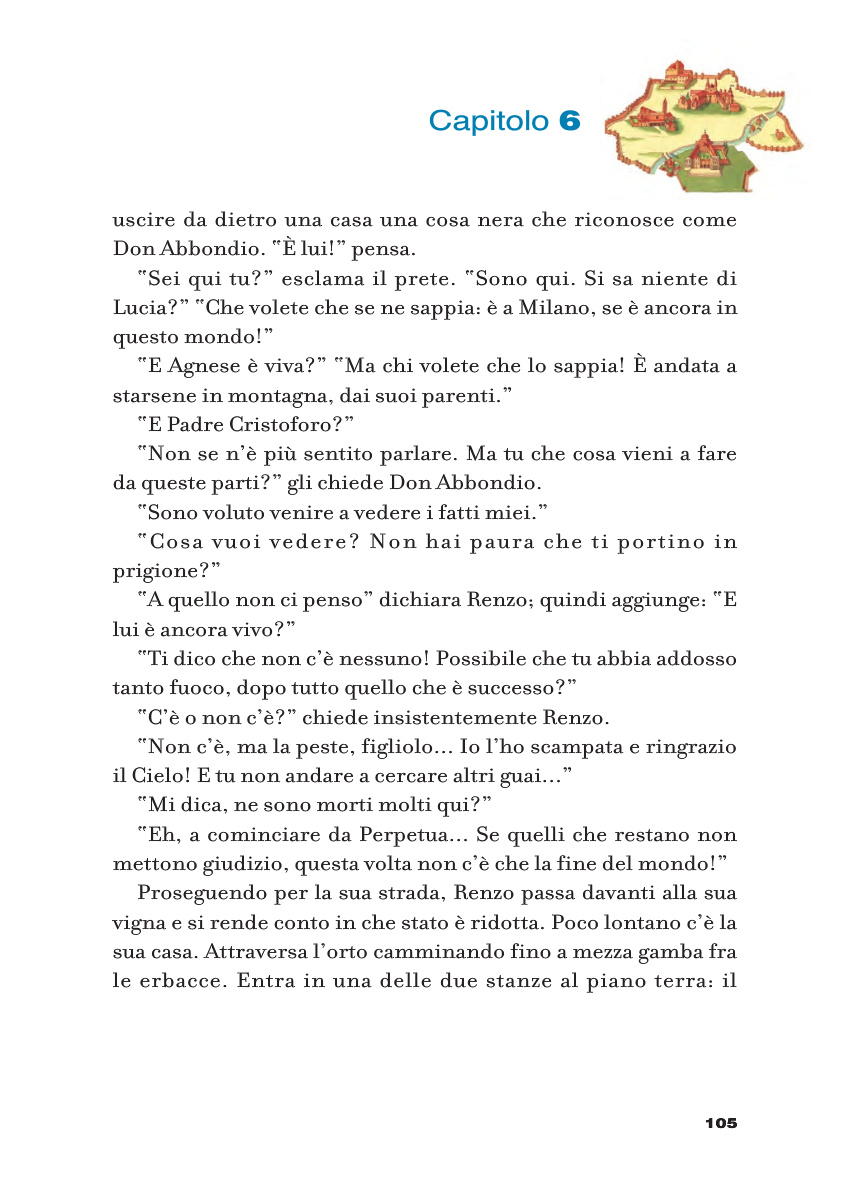 Capitolo 6
uscire da dietro una casa una cosa nera che riconosce come
Don Abbondio. “È lui!” pensa.
“Sei qui tu?” esclama il prete. “Sono qui. Si sa niente di
Lucia?” “Che volete che se ne sappia: è a Milano, se è ancora in
questo mondo!”
“E Agnese è viva?” “Ma chi volete che lo sappia! È andata a
starsene in montagna, dai suoi parenti.”
“E Padre Cristoforo?”
“Non se n’è più sentito parlare. Ma tu che cosa vieni a fare
da queste parti?” gli chiede Don Abbondio.
“Sono voluto venire a vedere i fatti miei.”
“Cosa vuoi vedere? Non hai paura che ti portino in
prigione?”
“A quello non ci penso” dichiara Renzo; quindi aggiunge: “E
lui è ancora vivo?”
“Ti dico che non c’è nessuno! Possibile che tu abbia addosso
tanto fuoco, dopo tutto quello che è successo?”
“C’è o non c’è?” chiede insistentemente Renzo.
“Non c’è, ma la peste, figliolo... Io l’ho scampata e ringrazio
il Cielo! E tu non andare a cercare altri guai...”
“Mi dica, ne sono morti molti qui?”
“Eh, a cominciare da Perpetua... Se quelli che restano non
mettono giudizio, questa volta non c’è che la fine del mondo!”
Proseguendo per la sua strada, Renzo passa davanti alla sua
vigna e si rende conto in che stato è ridotta. Poco lontano c’è la
sua casa. Attraversa l’orto camminando fino a mezza gamba fra
le erbacce. Entra in una delle due stanze al piano terra: il
105